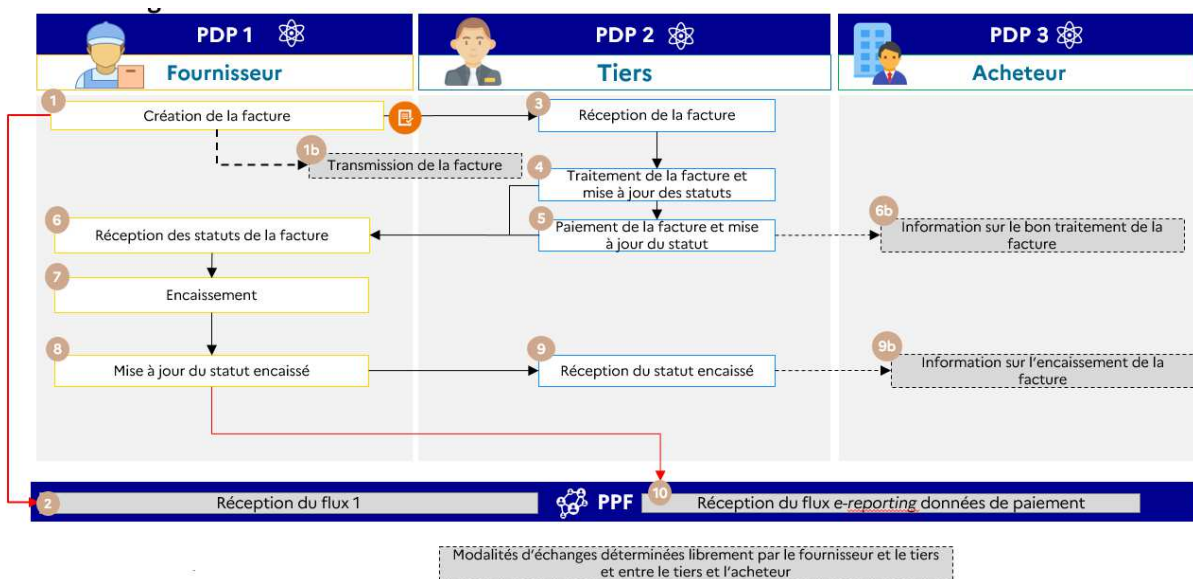 PDP 1
PDP 2
PDP 3
Fournisseur
Tiers
Acheteur
1
Création de la facture
3
Réception de la facture
1b
Transmission de la facture
4
Traitement de la facture et
mise à jour des statuts
5
Paiement de la facture et mise
à jour du statut
6
Réception des statuts de la facture
6b
Information sur le bon traitement de la
facture
7
Encaissement
8
Mise à jour du statut encaissé
9
Réception du statut encaissé
9b
Information sur l'encaissement de la
facture
2
Réception du flux 1
PPF
10
Réception du flux e-reporting données de paiement
Modalités d'échanges déterminées librement par le fournisseur et le tiers
et entre le tiers et l'acheteur